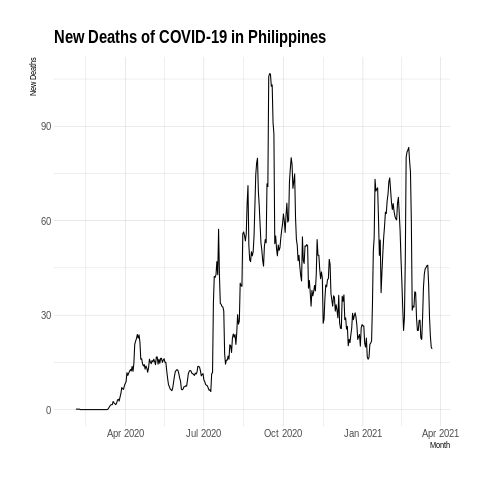 New Deaths of COVID-19 in Philippines
New Deaths
90
60
30
0
Apr 2020 Jul 2020 Oct 2020 Jan 2021 Apr 2021
Month